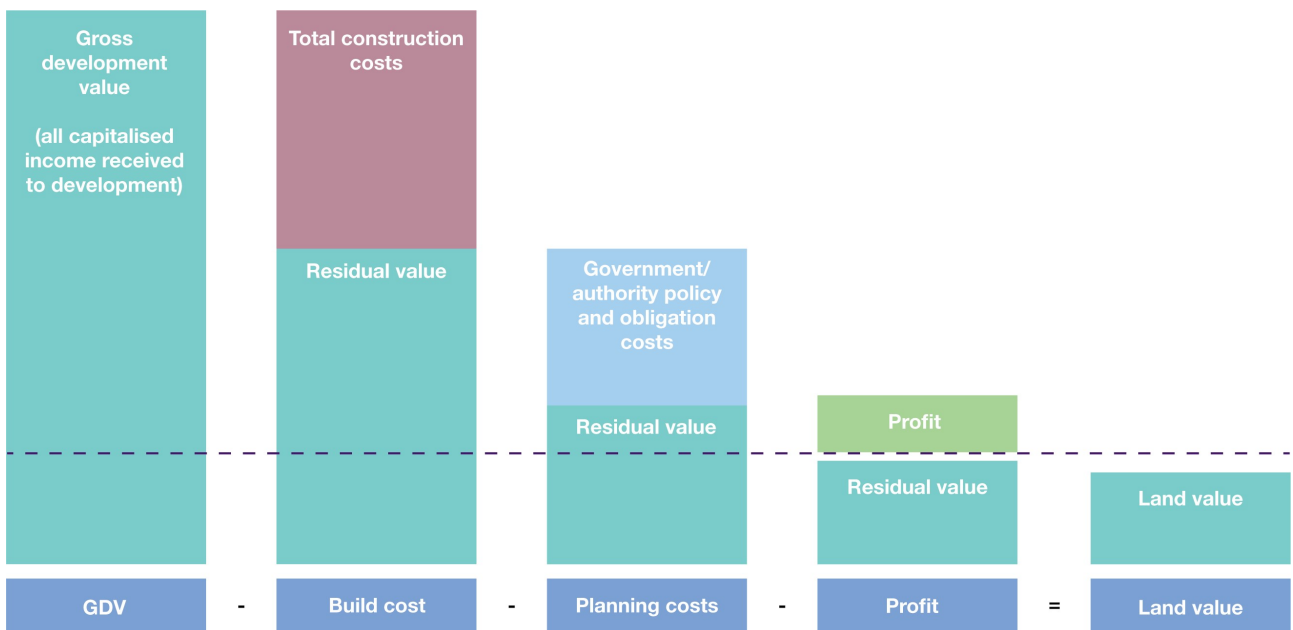 Gross
development
value
(all capitalised
income received
to development)
Total construction
costs
Residual value
Government/
authority policy
and obligation
costs
Residual value
Profit
Residual value
Land value
GDV - Build cost - Planning costs - Profit = Land value